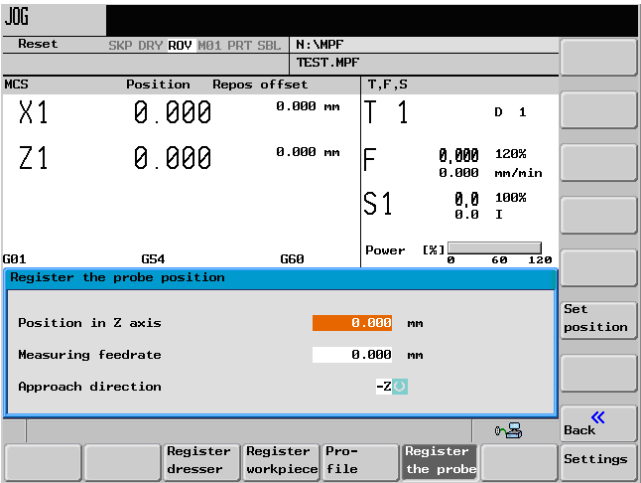 JOG
Reset SKP DRY ROV M01 PRT SBL N:\MPF
TEST.MPF
MCS Position Repos offset T,F,S
X1 0.000 0.000 mm T 1 D 1
Z1 0.000 0.000 mm F 0,000 120%
0.000 mm/min
S1 0,0 100%
0.0 I
Power [%]
0 60 120
G01 G54 G60
Register the probe position
Position in Z axis 0.000 mm
Measuring feedrate 0.000 mm
Approach direction -Z
Set
position
Back
Register
dresser
Register
workpiece
Pro-
file
Register
the probe
Settings